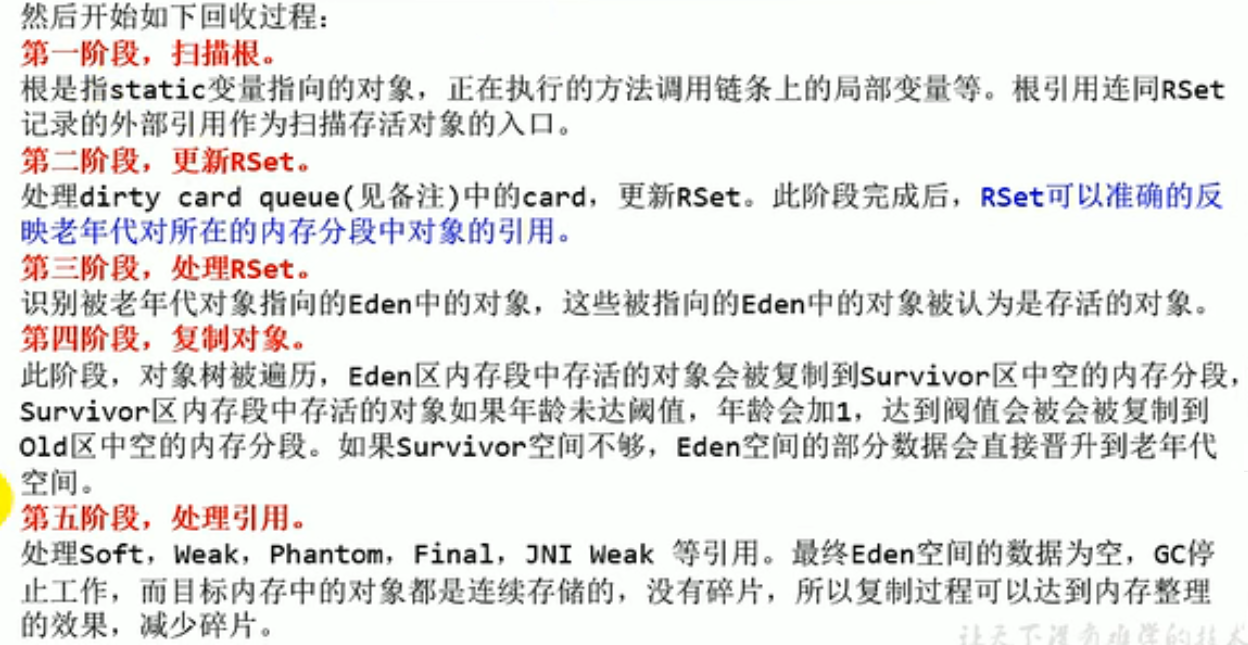 然后开始如下回收过程：
第一阶段，扫描根。
根是指static变量指向的对象，正在执行的方法调用链条上的局部变量等。根引用连同RSet
记录的外部引用作为扫描存活对象的入口。
第二阶段，更新RSet。
处理dirty card queue(见备注)中的card，更新RSet。此阶段完成后，RSet可以准确的反
映老年代对所在的内存分段中对象的引用。
第三阶段，处理RSet。
识别被老年代对象指向的Eden中的对象，这些被指向的Eden中的对象被认为是存活的对象。
第四阶段，复制对象。
此阶段，对象树被遍历，Eden区内存段中存活的对象会被复制到Survivor区中空的内存分段，
Survivor区内存段中存活的对象如果年龄未达阈值，年龄会加1，达到阀值会被会被复制到
Old区中空的内存分段。如果Survivor空间不够，Eden空间的部分数据会直接晋升到老年代
空间。
第五阶段，处理引用。
处理Soft，Weak，Phantom，Final，JNI Weak 等引用。最终Eden空间的数据为空，GC停
止工作，而目标内存中的对象都是连续存储的，没有碎片，所以复制过程可以达到内存整理
的效果，减少碎片。
让天下没有难学的技术